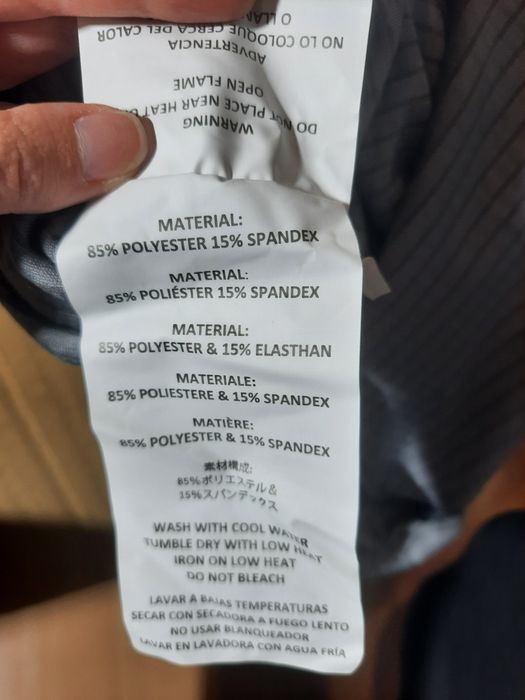 WARNING
DO NOT PLACE NEAR HEAT
OPEN FLAME
ADVERTENCIA
NO LO COLOQUE CERCA DEL CALOR
O
MATERIAL:
85% POLYESTER 15% SPANDEX
MATERIAL:
85% POLIÉSTER 15% SPANDEX
MATERIAL:
85% POLYESTER & 15% ELASTHAN
MATERIALE:
85% POLIESTERE & 15% SPANDEX
MATIÈRE:
85% POLYESTER & 15% SPANDEX
素材構成:
85%ポリエステル&
15%スパンデックス
WASH WITH COOL WATER
TUMBLE DRY WITH LOW HEAT
IRON ON LOW HEAT
DO NOT BLEACH
LAVAR A BAJAS TEMPERATURAS
SECAR CON SECADORA A FUEGO LENTO
NO USAR BLANQUEADOR
LAVAR EN LAVADORA CON AGUA FRÍA